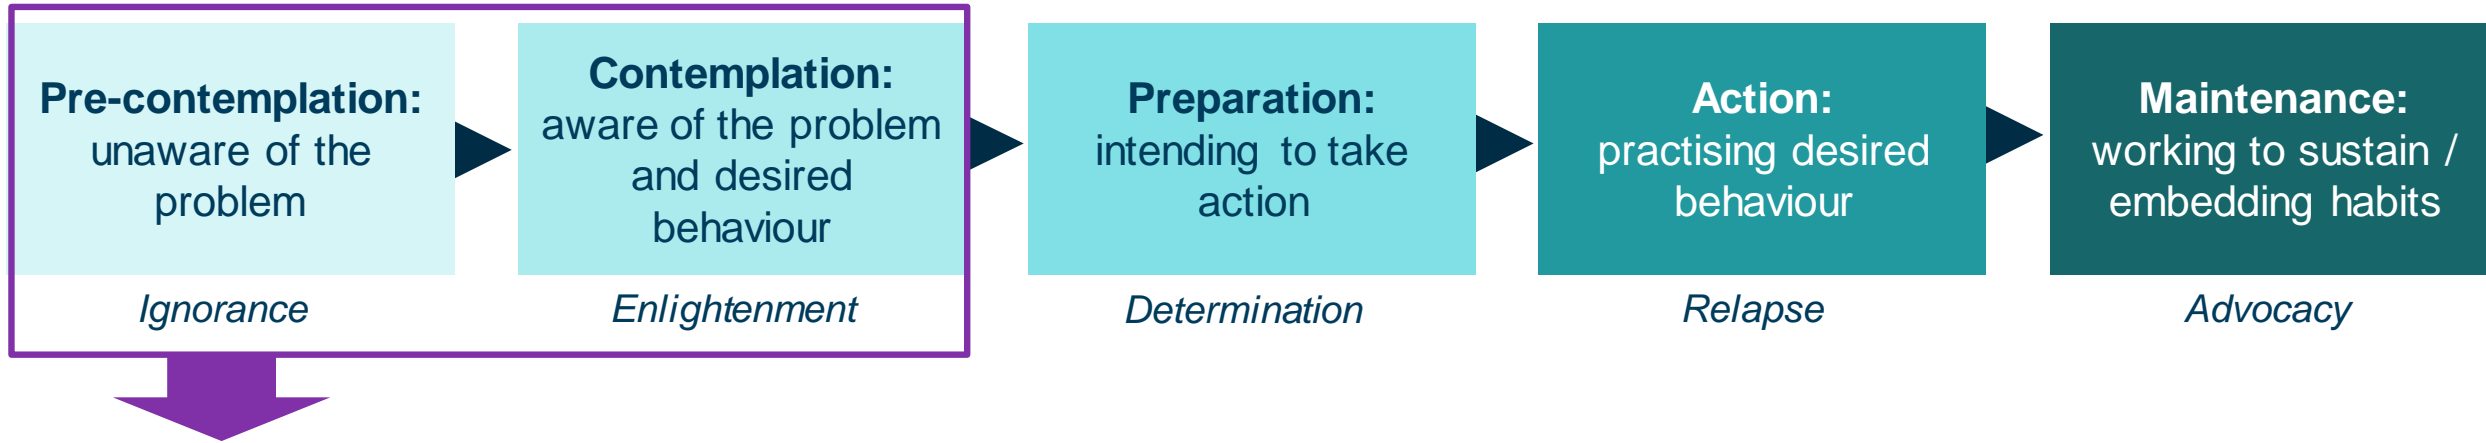 Pre-contemplation:
unaware of the
problem
Ignorance
Contemplation:
aware of the problem
and desired
behaviour
Enlightenment
Preparation:
intending to take
action
Determination
Action:
practising desired
behaviour
Relapse
Maintenance:
working to sustain /
embedding habits
Advocacy